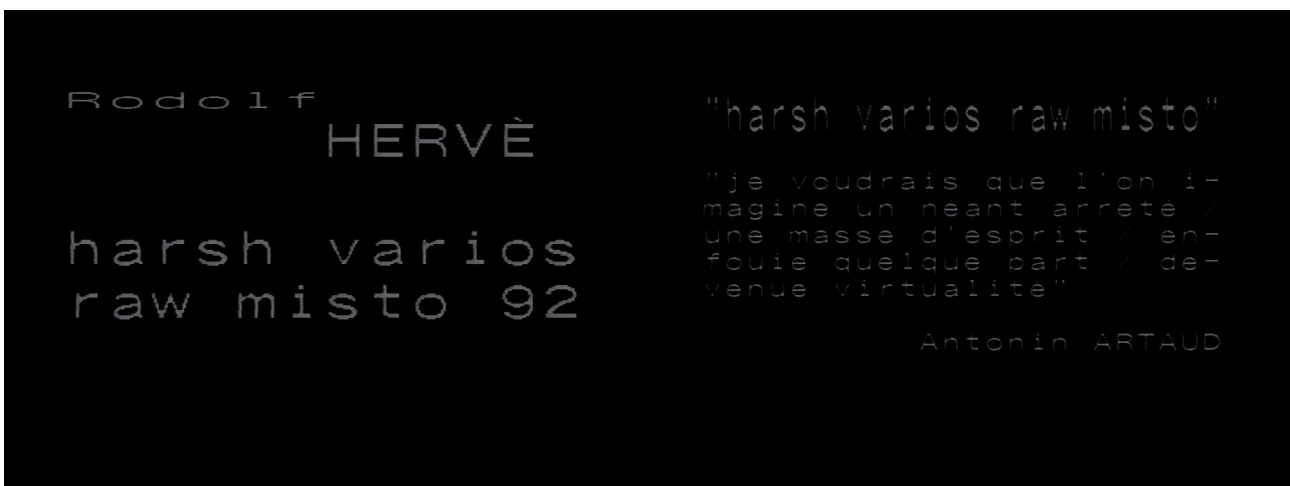 Rodolf
HERVÈ
harsh varios
raw misto 92
"harsh varios raw misto"
"je voudrais que l'on i-
magine un néant arrete /
une masse d'esprit / en-
fouie quelque part / de-
venue virtualite"
Antonin ARTAUD